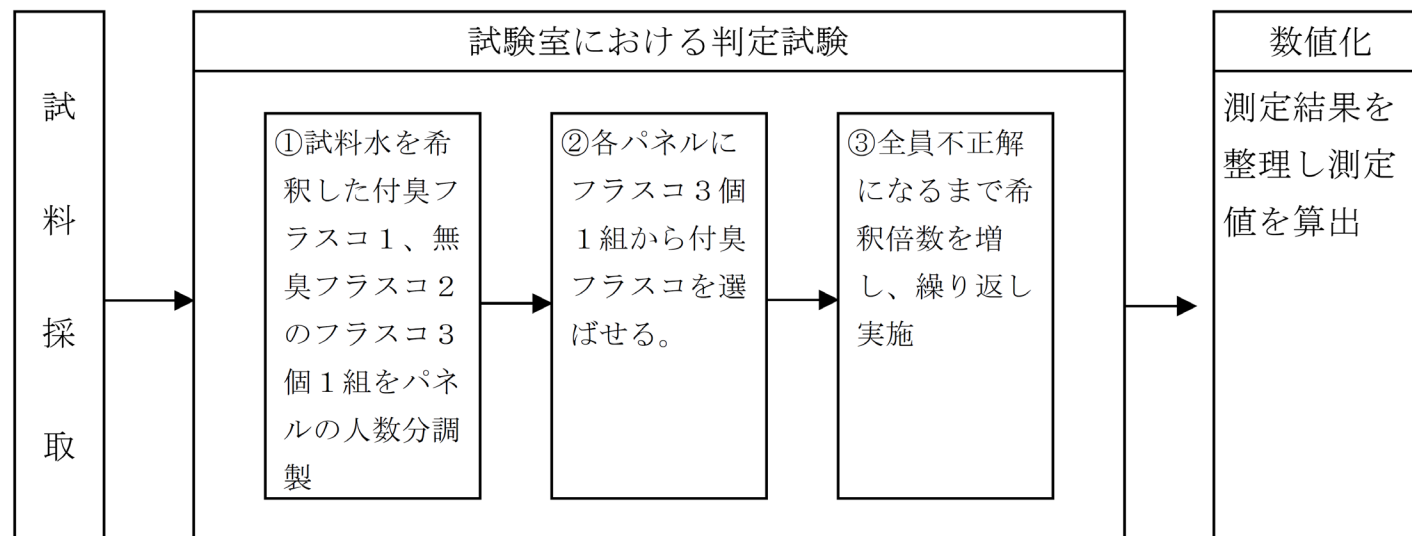 試
料
採
取
試験室における判定試験
①試料水を希
釈した付臭フ
ラスコ１、無
臭フラスコ２
のフラスコ３
個１組をパネ
ルの人数分調
製
②各パネルに
フラスコ３個
１組から付臭
フラスコを選
ばせる。
③全員不正解
になるまで希
釈倍数を増
し、繰り返し
実施
数値化
測定結果を
整理し測定
値を算出